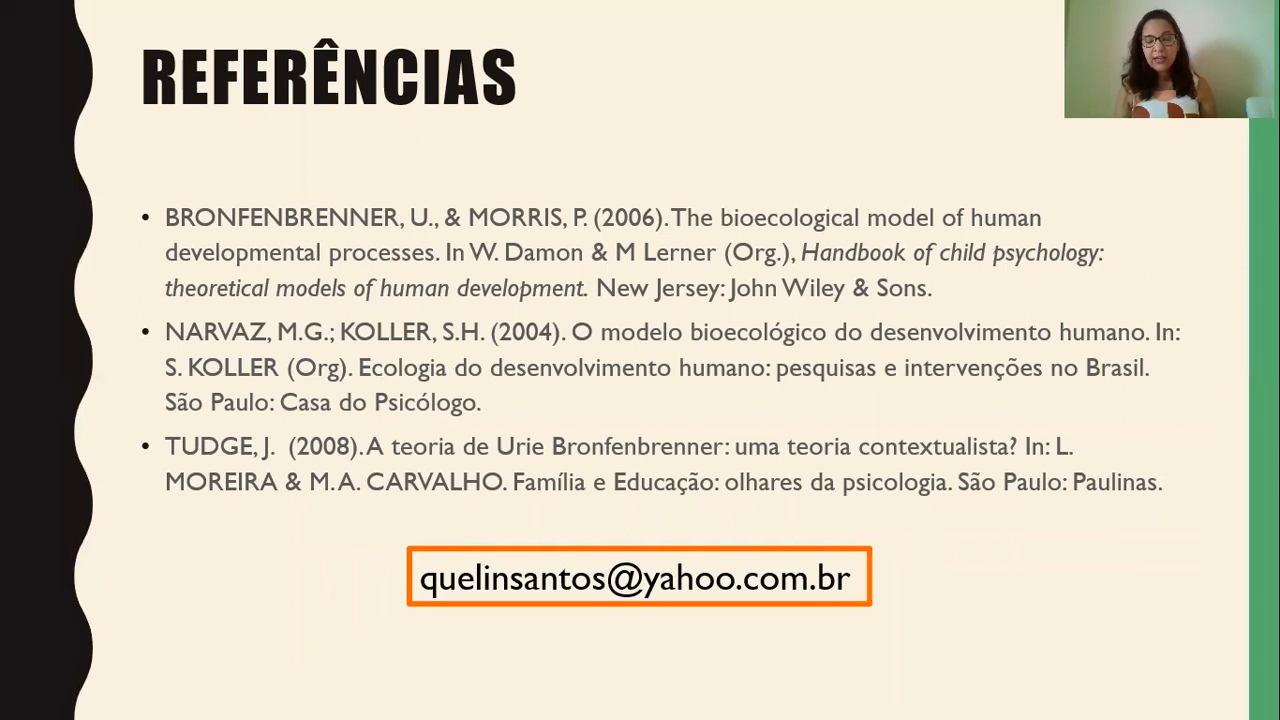 REFERÊNCIAS
• BRONFENBRENNER, U., & MORRIS, P. (2006). The bioecological model of human
developmental processes. In W. Damon & M Lerner (Org.), Handbook of child psychology:
theoretical models of human development. New Jersey: John Wiley & Sons.
• NARVAZ, M.G.; KOLLER, S.H. (2004). O modelo bioecológico do desenvolvimento humano. In:
S. KOLLER (Org). Ecologia do desenvolvimento humano: pesquisas e intervenções no Brasil.
São Paulo: Casa do Psicólogo.
• TUDGE, J. (2008). A teoria de Urie Bronfenbrenner: uma teoria contextualista? In: L.
MOREIRA & M.A. CARVALHO. Família e Educação: olhares da psicologia. São Paulo: Paulinas.
quelinsantos@yahoo.com.br